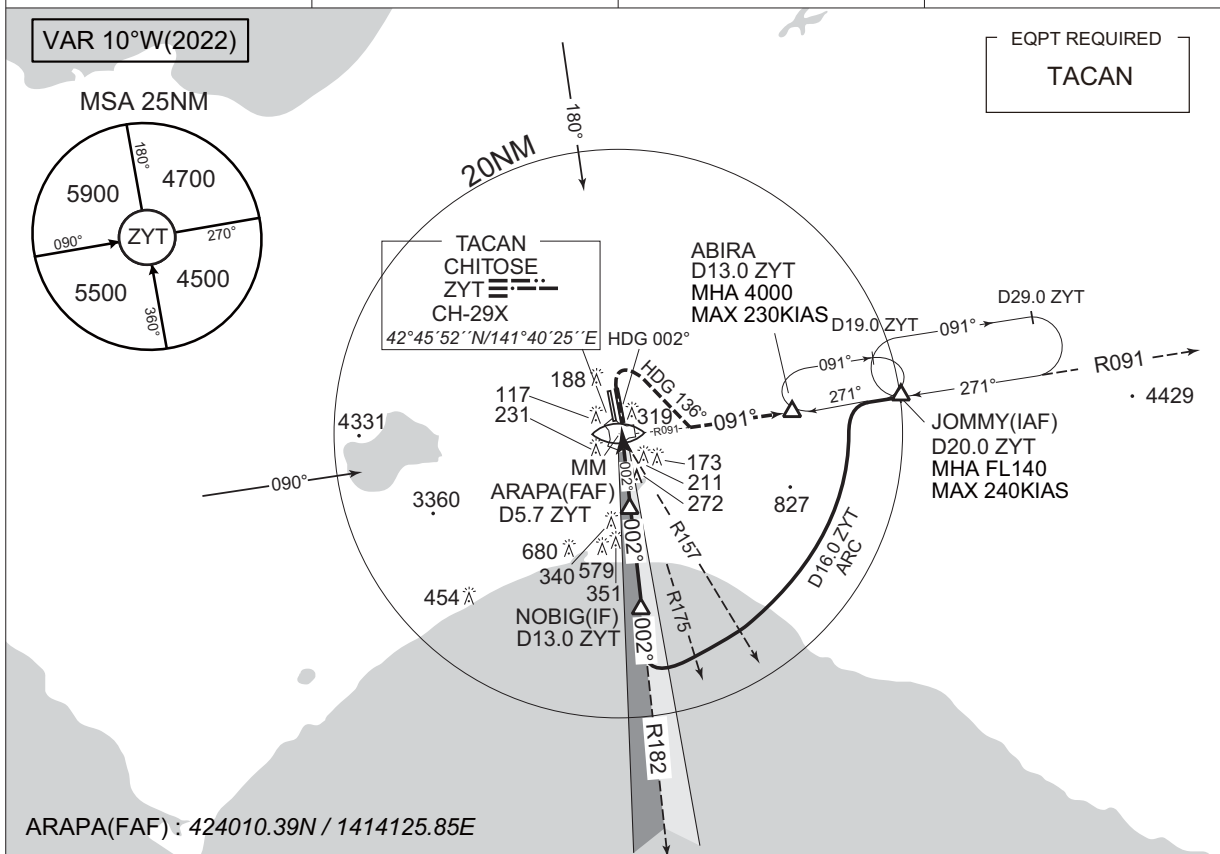 VAR 10°W(2022)
EQPT REQUIRED
TACAN
MSA 25NM
180°
5900
4700
090°
ZYT
270°
5500
4500
360°
180°
20NM
TACAN
CHITOSE
ZYT
CH-29X
42°45′52′′N/141°40′25′′E
ABIRA
D13.0 ZYT
MHA 4000
MAX 230KIAS
D29.0 ZYT
D19.0 ZYT
091°
091°
R091
HDG 002°
HDG 136°
271°
271°
4429
188
117
231
319
R091
091°
4331
JOMMY(IAF)
D20.0 ZYT
MHA FL140
MAX 240KIAS
MM
002°
173
211
272
090°
ARAPA(FAF)
D5.7 ZYT
3360
827
002°
R157
D16.0 ZYT
ARC
680
340
579
351
R175
454
NOBIG(IF)
D13.0 ZYT
002°
R182
ARAPA(FAF) : 424010.39N / 1414125.85E